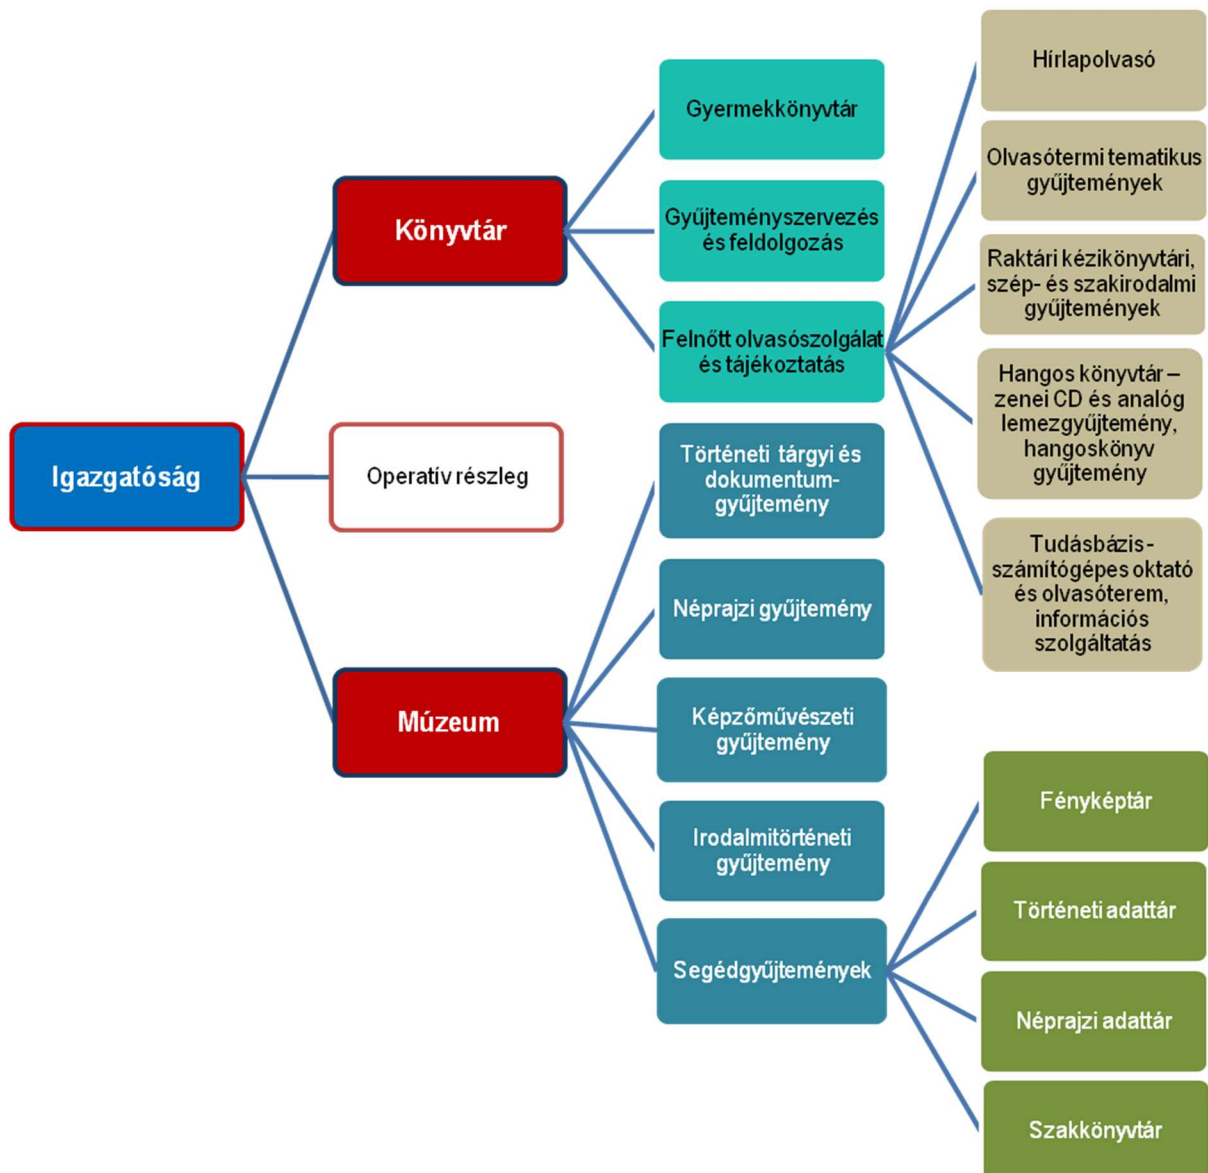 Igazgatóság
Könyvtár
Operatív részleg
Múzeum
Gyermekkönyvtár
Gyűjteményszervezés
és feldolgozás
Felnőtt olvasószolgálat
és tájékoztatás
Történeti tárgyi és
dokumentum-
gyűjtemény
Néprajzi gyűjtemény
Képzőművészeti
gyűjtemény
Irodalmitörténeti
gyűjtemény
Segédgyűjtemények
Hírlapolvasó
Olvasótermi tematikus
gyűjtemények
Raktári kézikönyvtári,
szép- és szakirodalmi
gyűjtemények
Hangos könyvtár –
zenei CD és analóg
lemezgyűjtemény,
hangoskönyv
gyűjtemény
Tudásbázis-
számítógépes oktató
és olvasóterem,
információs
szolgáltatás
Fényképtár
Történeti adattár
Néprajzi adattár
Szakkönyvtár